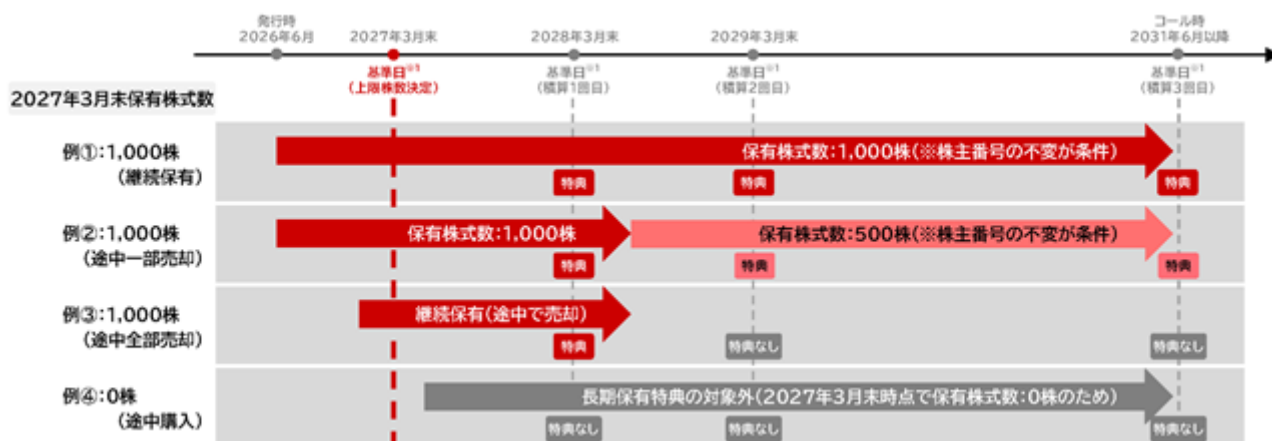 発行時
2026年6月
2027年3月末
2028年3月末
2029年3月末
コール時
2031年6月以降
基準日※1
(上限株数決定)
基準日※1
(積算1回目)
基準日※1
(積算2回目)
基準日※1
(積算3回目)
2027年3月末保有株式数
例①:1,000株
(継続保有)
保有株式数:1,000株(※株主番号の不変が条件)
特典
特典
特典
例②:1,000株
(途中一部売却)
保有株式数:1,000株
保有株式数:500株(※株主番号の不変が条件)
特典
特典
特典
例③:1,000株
(途中全部売却)
継続保有(途中で売却)
特典
特典なし
特典なし
例④:0株
(途中購入)
長期保有特典の対象外(2027年3月末時点で保有株式数:0株のため)
特典なし
特典なし
特典なし